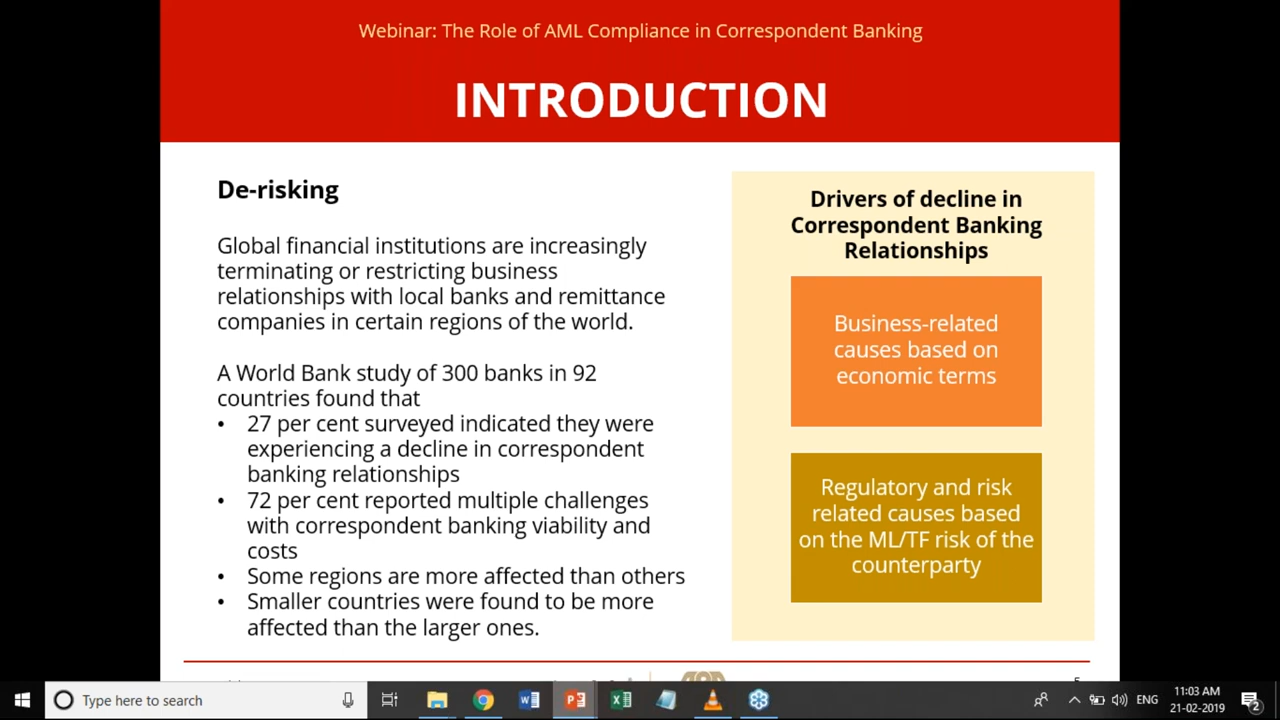 Webinar: The Role of AML Compliance in Correspondent Banking
INTRODUCTION
De-risking
Global financial institutions are increasingly
terminating or restricting business
relationships with local banks and remittance
companies in certain regions of the world.
A World Bank study of 300 banks in 92
countries found that
• 27 per cent surveyed indicated they were
experiencing a decline in correspondent
banking relationships
• 72 per cent reported multiple challenges
with correspondent banking viability and
costs
• Some regions are more affected than others
• Smaller countries were found to be more
affected than the larger ones.
Drivers of decline in
Correspondent Banking
Relationships
Business-related
causes based on
economic terms
Regulatory and risk
related causes based
on the ML/TF risk of the
counterparty
Type here to search
ENG
11:03 AM
21-02-2019
2